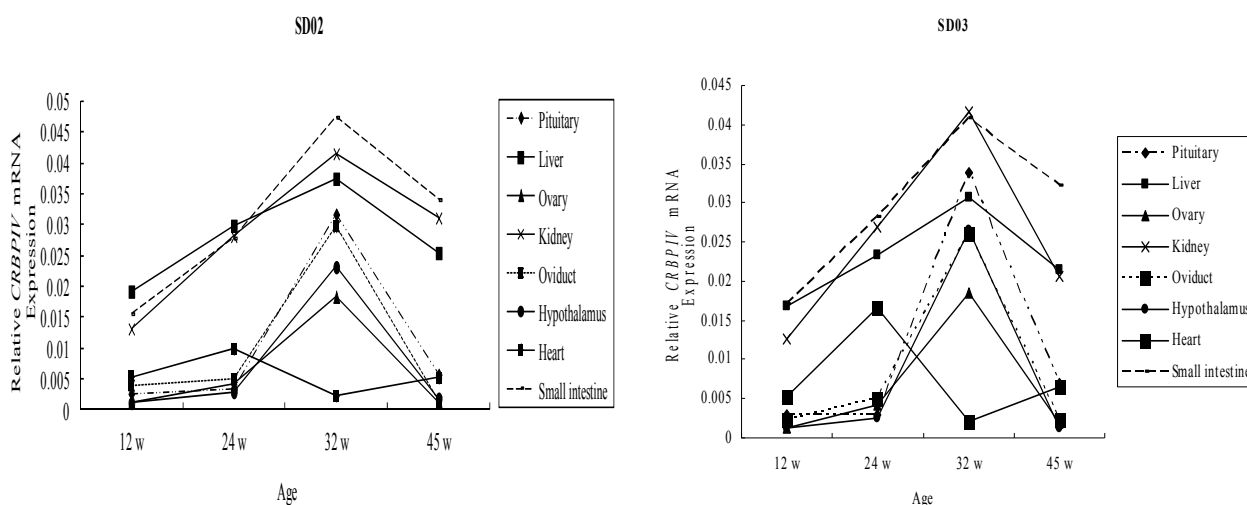 SD02
Relative CRBPIV mRNA
Expression
0.05
0.045
0.04
0.035
0.03
0.025
0.02
0.015
0.01
0.005
0
12 w
24 w
32 w
45 w
Age
Pituitary
Liver
Ovary
Kidney
Oviduct
Hypothalamus
Heart
Small intestine
SD03
Relative CRBPIV mRNA
Expression
0.045
0.04
0.035
0.03
0.025
0.02
0.015
0.01
0.005
0
12 w
24 w
32 w
45 w
Age
Pituitary
Liver
Ovary
Kidney
Oviduct
Hypothalamus
Heart
Small intestine